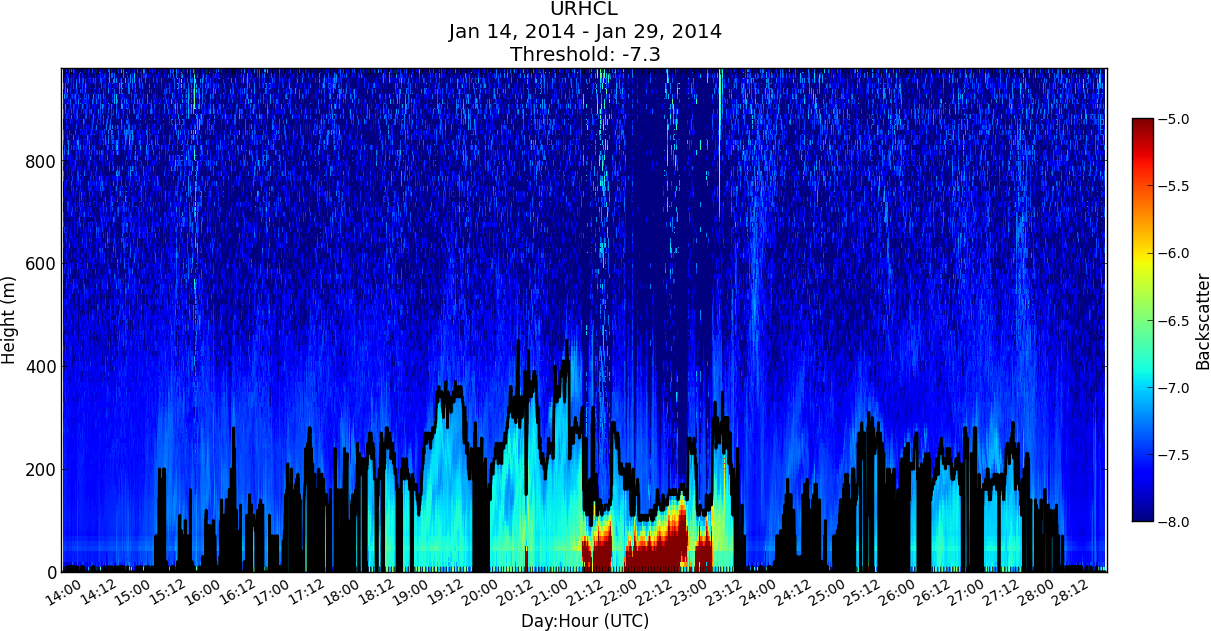 URHCL
Jan 14, 2014 - Jan 29, 2014
Threshold: -7.3
Height (m)
800
600
400
200
0
14:00 14:12 15:00 15:12 16:00 16:12 17:00 17:12 18:00 18:12 19:00 19:12 20:00 20:12 21:00 21:12 22:00 22:12 23:00 23:12 24:00 24:12 25:00 25:12 26:00 26:12 27:00 27:12 28:00 28:12
Day:Hour (UTC)
−5.0
−5.5
−6.0
−6.5
−7.0
−7.5
−8.0
Backscatter